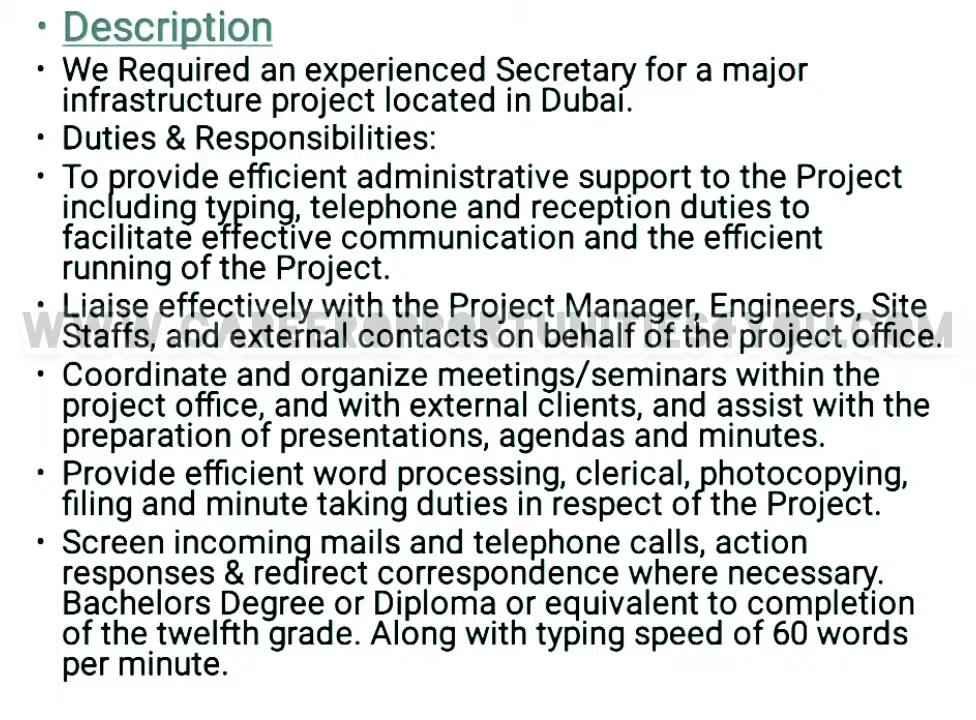 • Description
• We Required an experienced Secretary for a major
infrastructure project located in Dubai.
• Duties & Responsibilities:
• To provide efficient administrative support to the Project
including typing, telephone and reception duties to
facilitate effective communication and the efficient
running of the Project.
• Liaise effectively with the Project Manager, Engineers, Site
Staffs, and external contacts on behalf of the project office.
WWW.CAREEROPPORTUNITIES4YOU.COM
• Coordinate and organize meetings/seminars within the
project office, and with external clients, and assist with the
preparation of presentations, agendas and minutes.
• Provide efficient word processing, clerical, photocopying,
filing and minute taking duties in respect of the Project.
• Screen incoming mails and telephone calls, action
responses & redirect correspondence where necessary.
Bachelors Degree or Diploma or equivalent to completion
of the twelfth grade. Along with typing speed of 60 words
per minute.